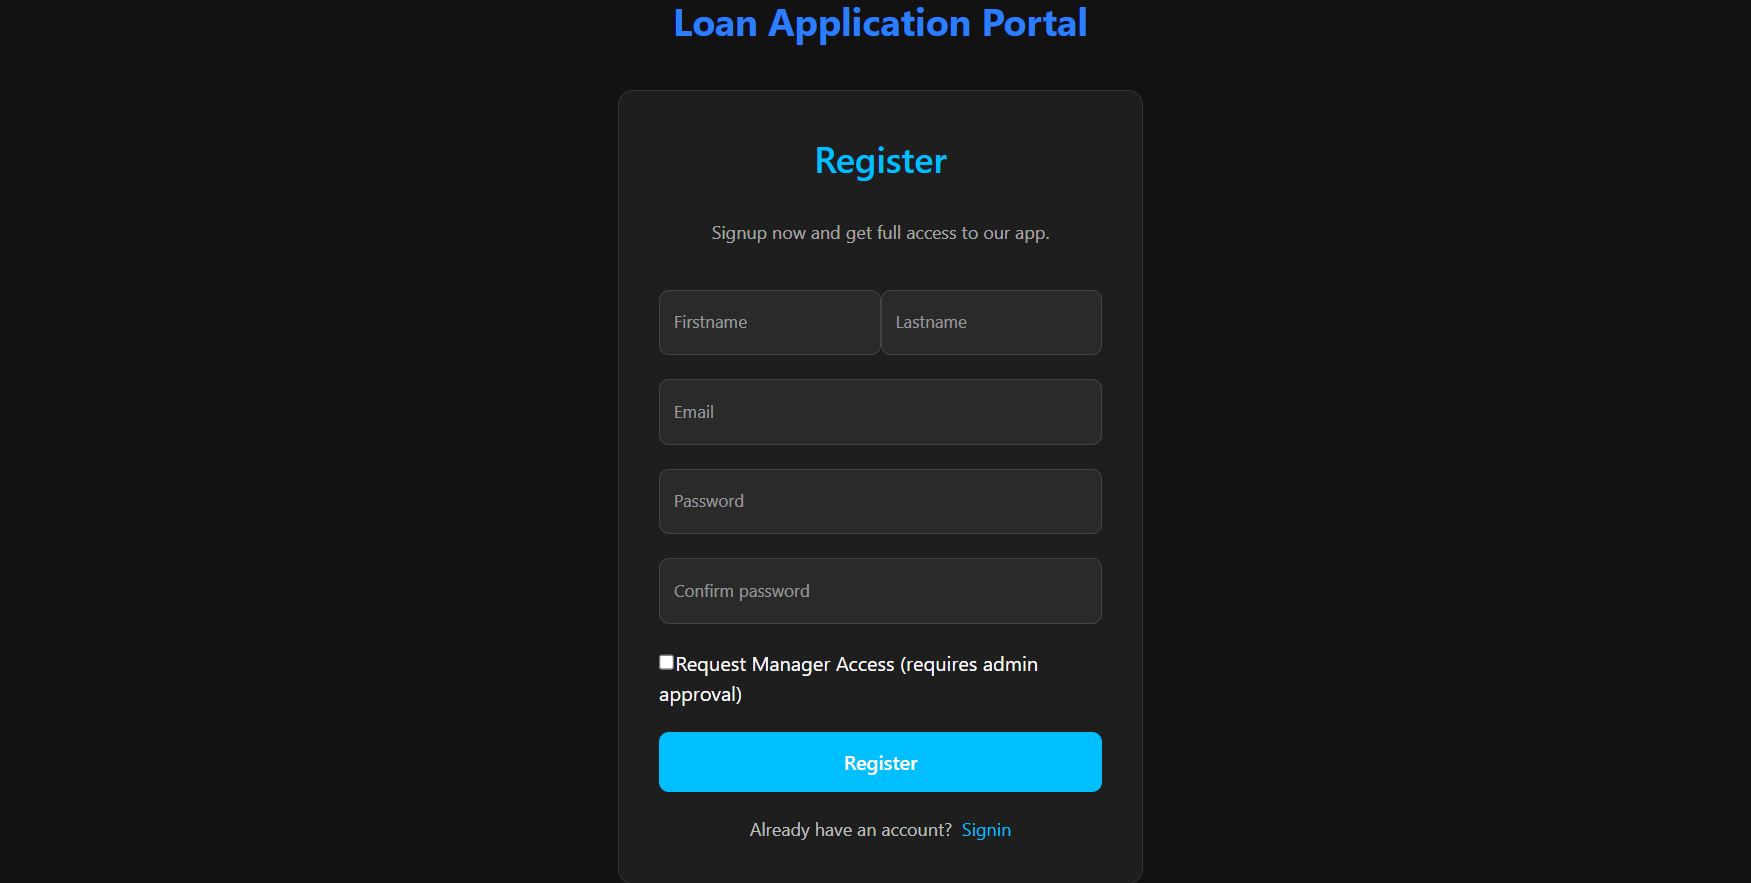 Loan Application Portal
Register
Signup now and get full access to our app.
Firstname Lastname
Email
Password
Confirm password
Request Manager Access (requires admin
approval)
Register
Already have an account? Signin